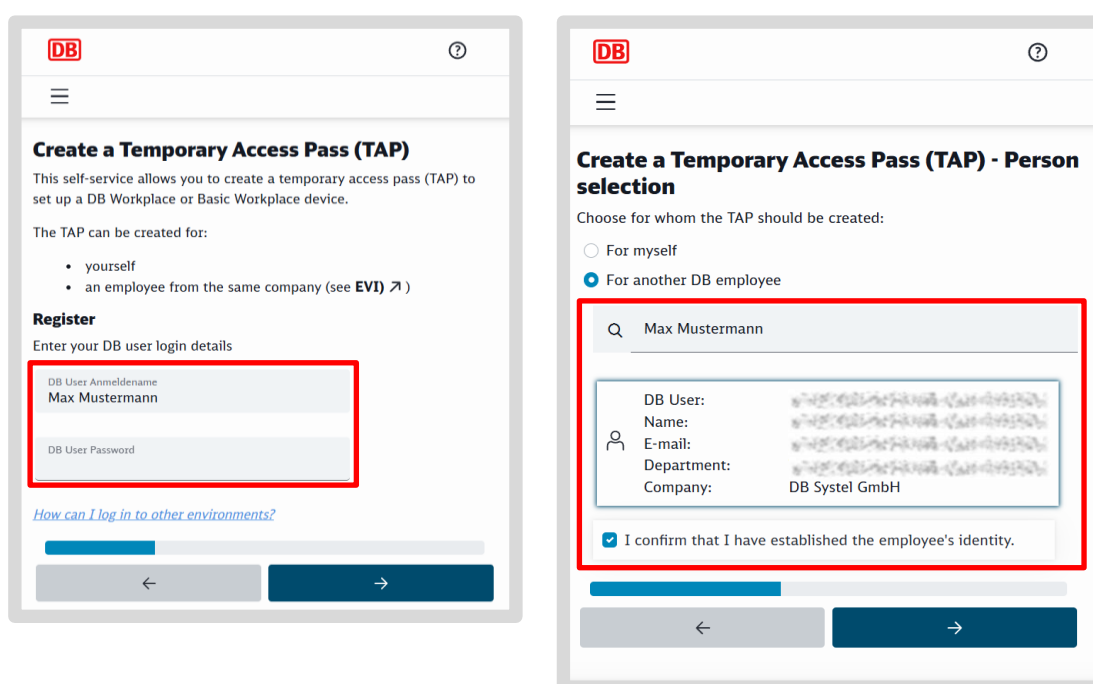 DB
Create a Temporary Access Pass (TAP)
This self-service allows you to create a temporary access pass (TAP) to
set up a DB Workplace or Basic Workplace device.
The TAP can be created for:
• yourself
• an employee from the same company (see EVI) ↗ )
Register
Enter your DB user login details
DB User Anmeldename
Max Mustermann
DB User Password
How can I log in to other environments?
DB
Create a Temporary Access Pass (TAP) - Person
selection
Choose for whom the TAP should be created:
For myself
For another DB employee
Max Mustermann
DB User:
Name:
E-mail:
Department:
Company: DB Systel GmbH
I confirm that I have established the employee's identity.